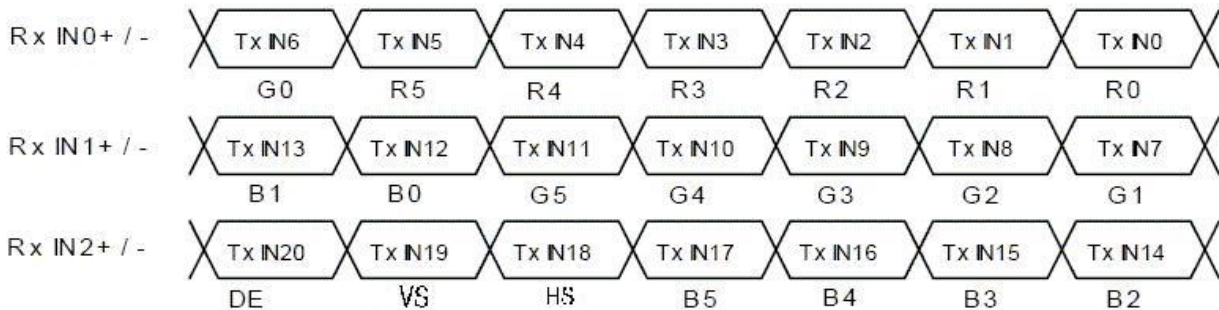 Rx IN0+ / - Tx IN6 Tx IN5 Tx IN4 Tx IN3 Tx IN2 Tx IN1 Tx IN0
G0 R5 R4 R3 R2 R1 R0
Rx IN1+ / - Tx IN13 Tx IN12 Tx IN11 Tx IN10 Tx IN9 Tx IN8 Tx IN7
B1 B0 G5 G4 G3 G2 G1
Rx IN2+ / - Tx IN20 Tx IN19 Tx IN18 Tx IN17 Tx IN16 Tx IN15 Tx IN14
DE VS HS B5 B4 B3 B2